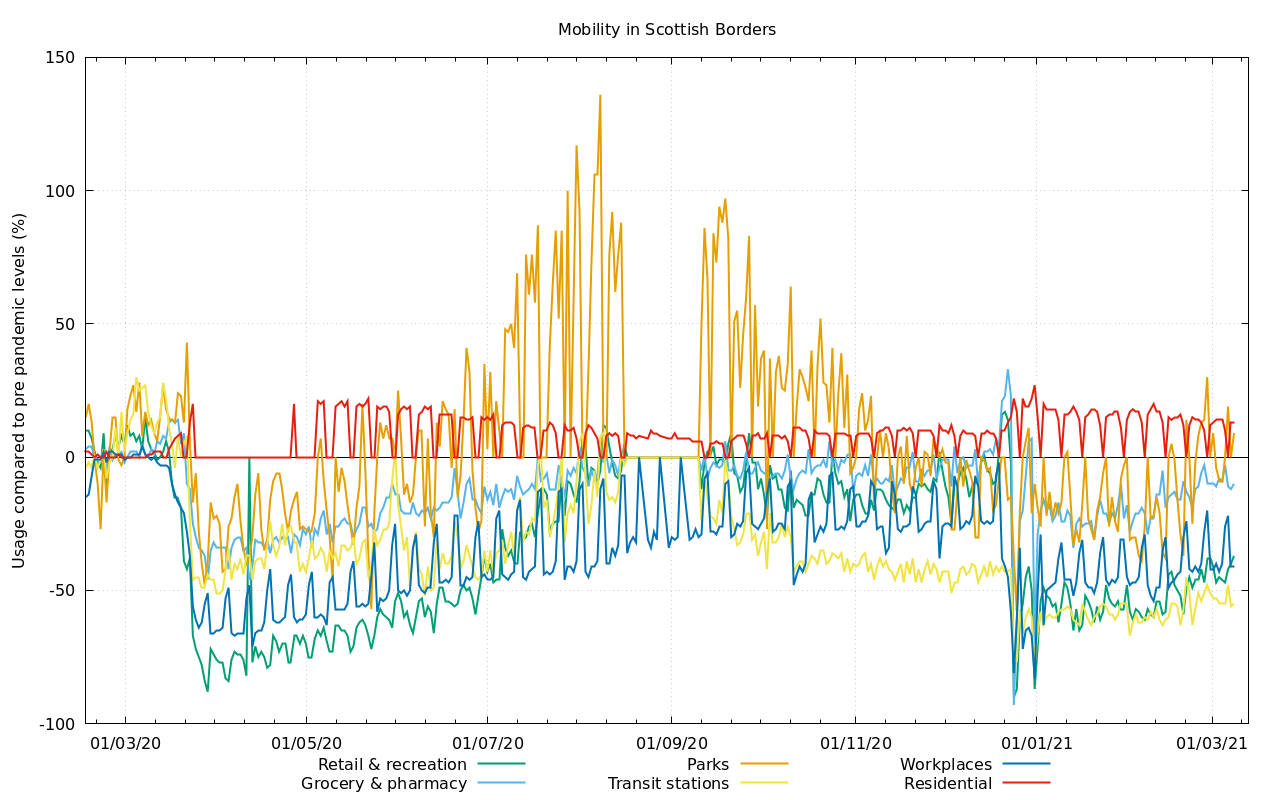 Mobility in Scottish Borders
Usage compared to pre pandemic levels (%)
150
100
50
0
-50
-100
01/03/20 01/05/20 01/07/20 01/09/20 01/11/20 01/01/21 01/03/21
Retail & recreation Parks Workplaces
Grocery & pharmacy Transit stations Residential